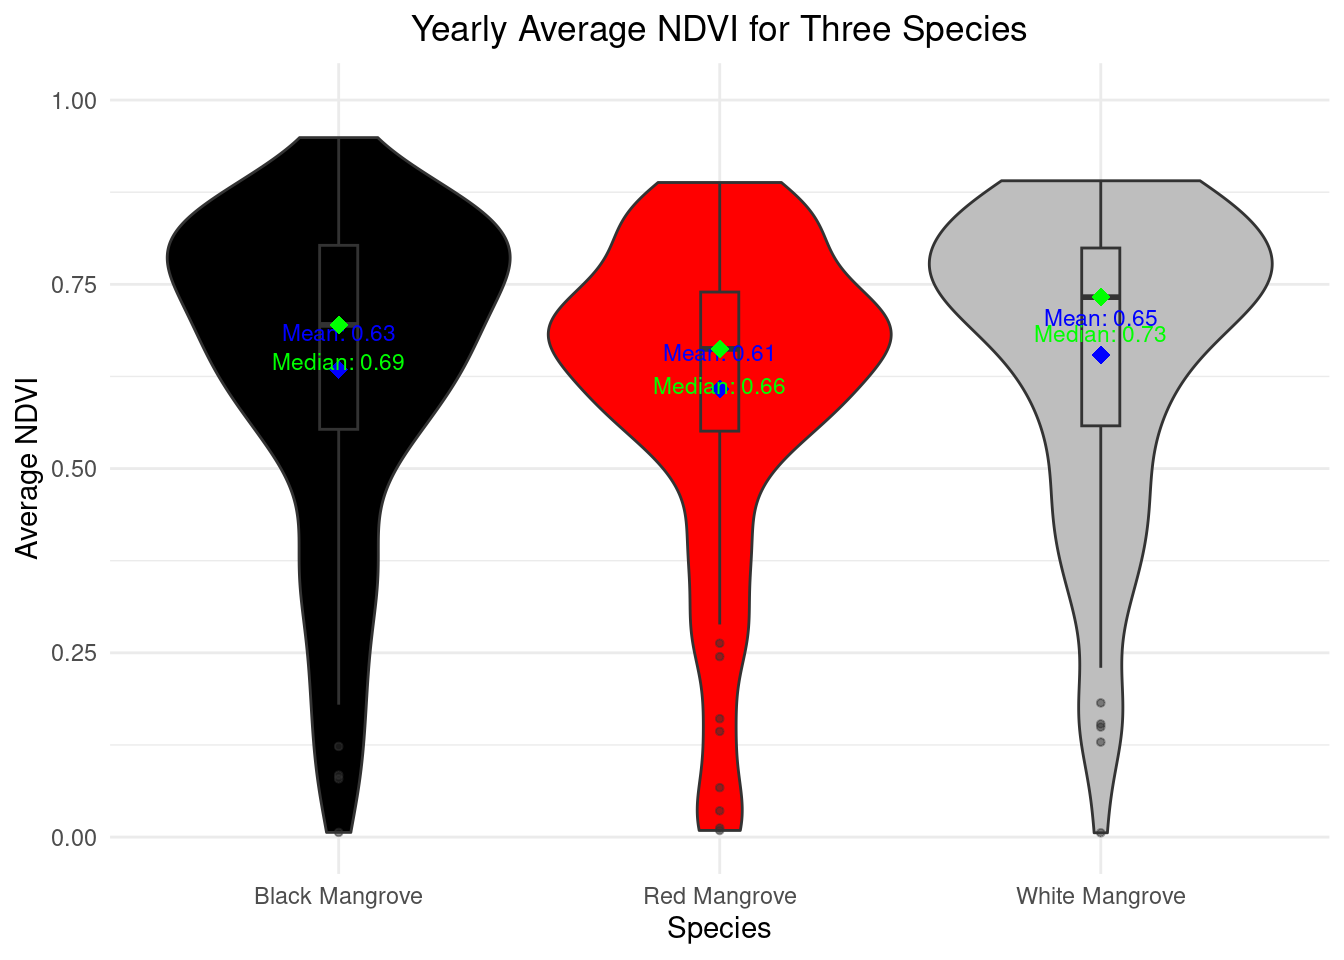 Yearly Average NDVI for Three Species
Average NDVI
1.00
0.75
0.50
0.25
0.00
Mean: 0.63
Median: 0.69
Mean: 0.61
Median: 0.66
Mean: 0.65
Median: 0.73
Black Mangrove
Red Mangrove
White Mangrove
Species